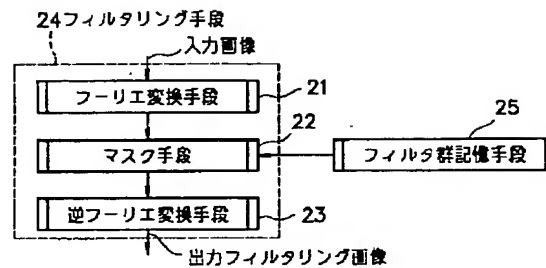 24フィルタリング手段
入力画像
フーリエ変換手段
21
22
25
マスク手段
フィルタ群記憶手段
逆フーリエ変換手段
23
出力フィルタリング画像